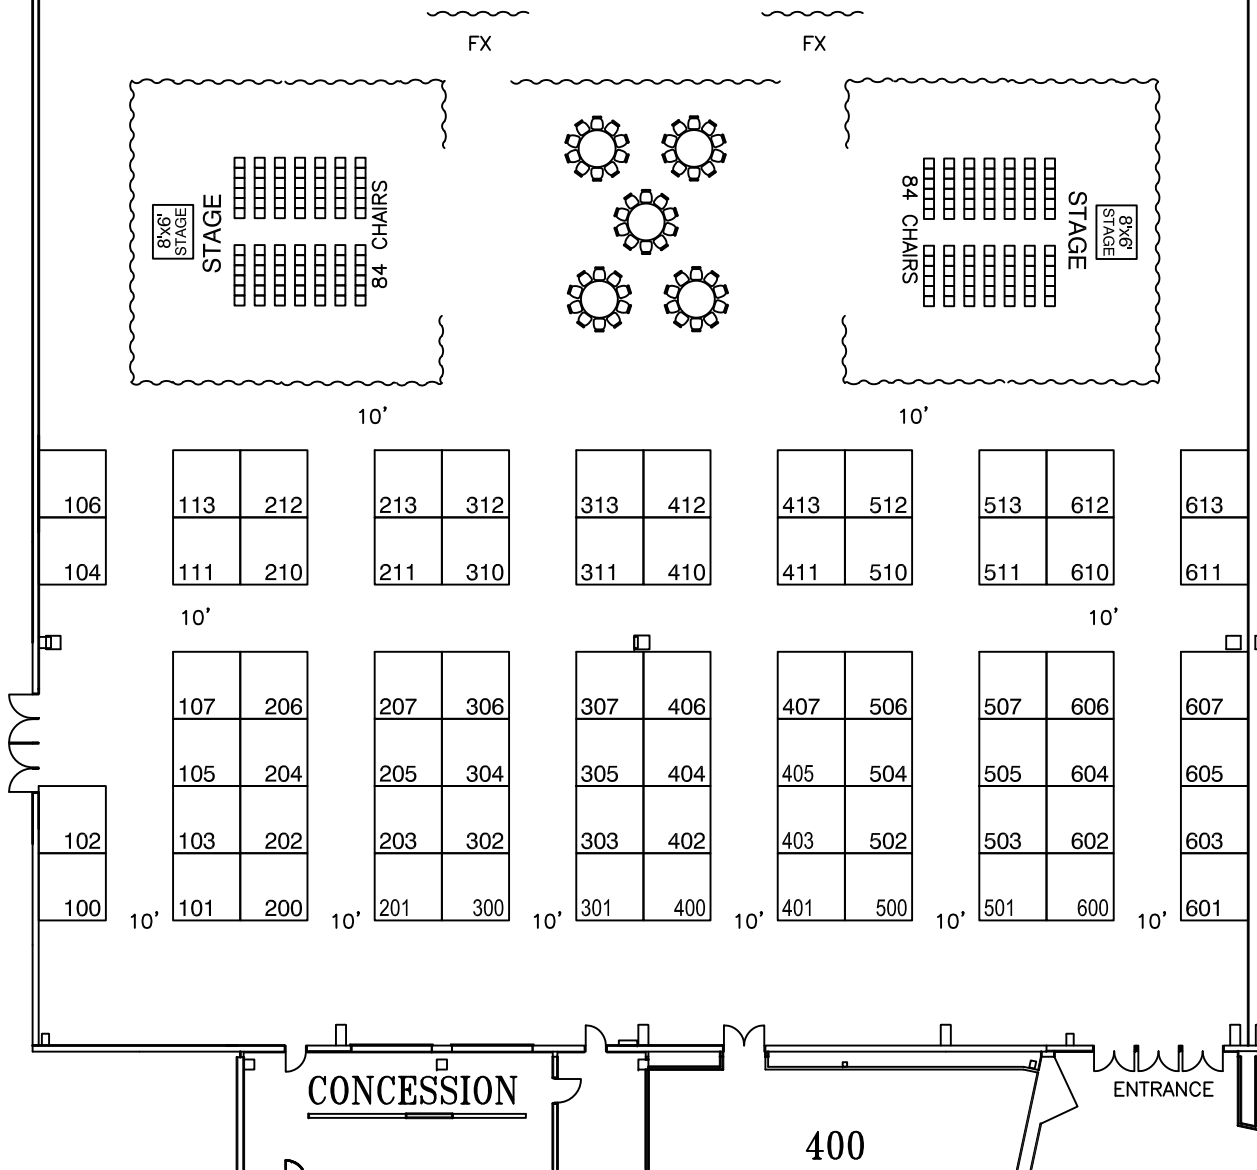 FX FX
8'x6'
STAGE
STAGE
84 CHAIRS
84 CHAIRS
STAGE
8'x6'
STAGE
10' 10'
106 113 212 213 312 313 412 413 512 513 612 613
104 111 210 211 310 311 410 411 510 511 610 611
10' 10'
107 206 207 306 307 406 407 506 507 606 607
105 204 205 304 305 404 405 504 505 604 605
102 103 202 203 302 303 402 403 502 503 602 603
100 10' 101 200 10' 201 300 10' 301 400 10' 401 500 10' 501 600 10' 601
CONCESSION
ENTRANCE
400